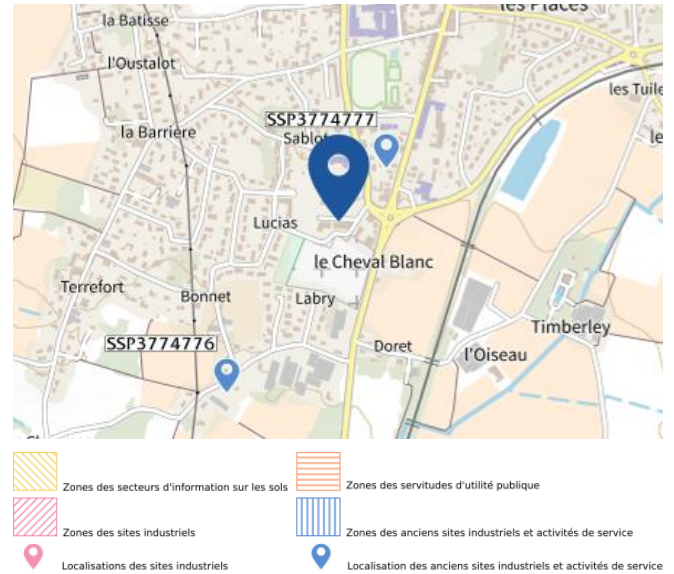 les Places
la Batisse
l'Oustalot
les Tuile
SSP3774777
la Barrière
Sablot
le
Lucias
le Cheval Blanc
Terrefort
Bonnet
Labry
Timberley
SSP3774776
Doret
l'Oiseau
Zones des secteurs d'information sur les sols
Zones des servitudes d'utilité publique
Zones des sites industriels
Zones des anciens sites industriels et activités de service
Localisations des sites industriels
Localisation des anciens sites industriels et activités de service